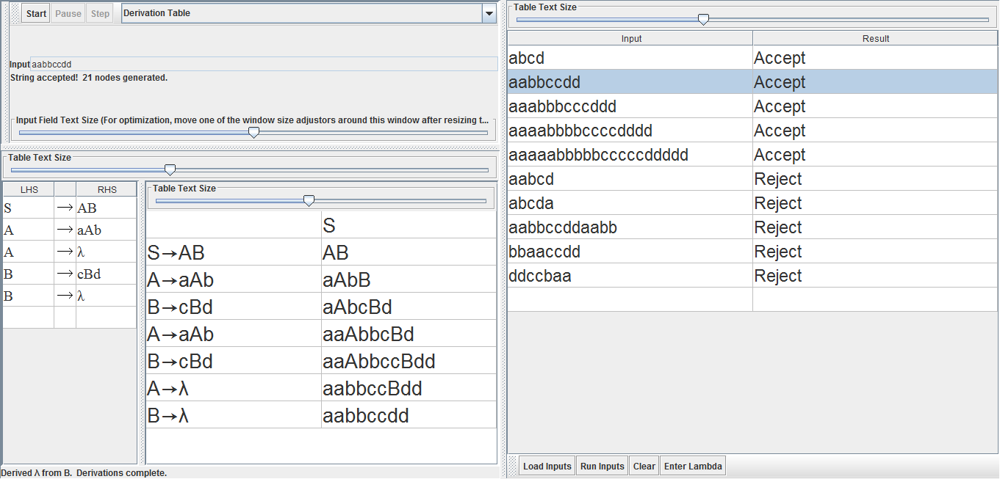 Start Pause Step Derivation Table
Input aabbccdd
String accepted! 21 nodes generated.
Input Field Text Size (For optimization, move one of the window size adjustors around this window after resizing t...
Table Text Size
LHS RHS
S → AB
A → aAb
A → λ
B → cBd
B → λ
Table Text Size
S
S→AB AB
A→aAb aAbB
B→cBd aAbcBd
A→aAb aaAbbcBd
B→cBd aaAbbccBdd
A→λ aabbccBdd
B→λ aabbccdd
Derived λ from B. Derivations complete.
Table Text Size
Input Result
abcd Accept
aabbccdd Accept
aaabbbcccddd Accept
aaaabbbbccccdddd Accept
aaaaabbbbbcccccddddd Accept
aabcd Reject
abcda Reject
aabbccddaabb Reject
bbaaccdd Reject
ddccbaa Reject
Load Inputs Run Inputs Clear Enter Lambda